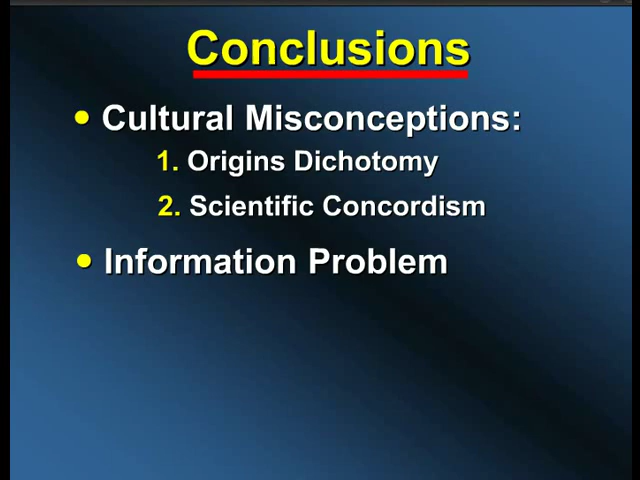 Conclusions
• Cultural Misconceptions:
1. Origins Dichotomy
2. Scientific Concordism
• Information Problem